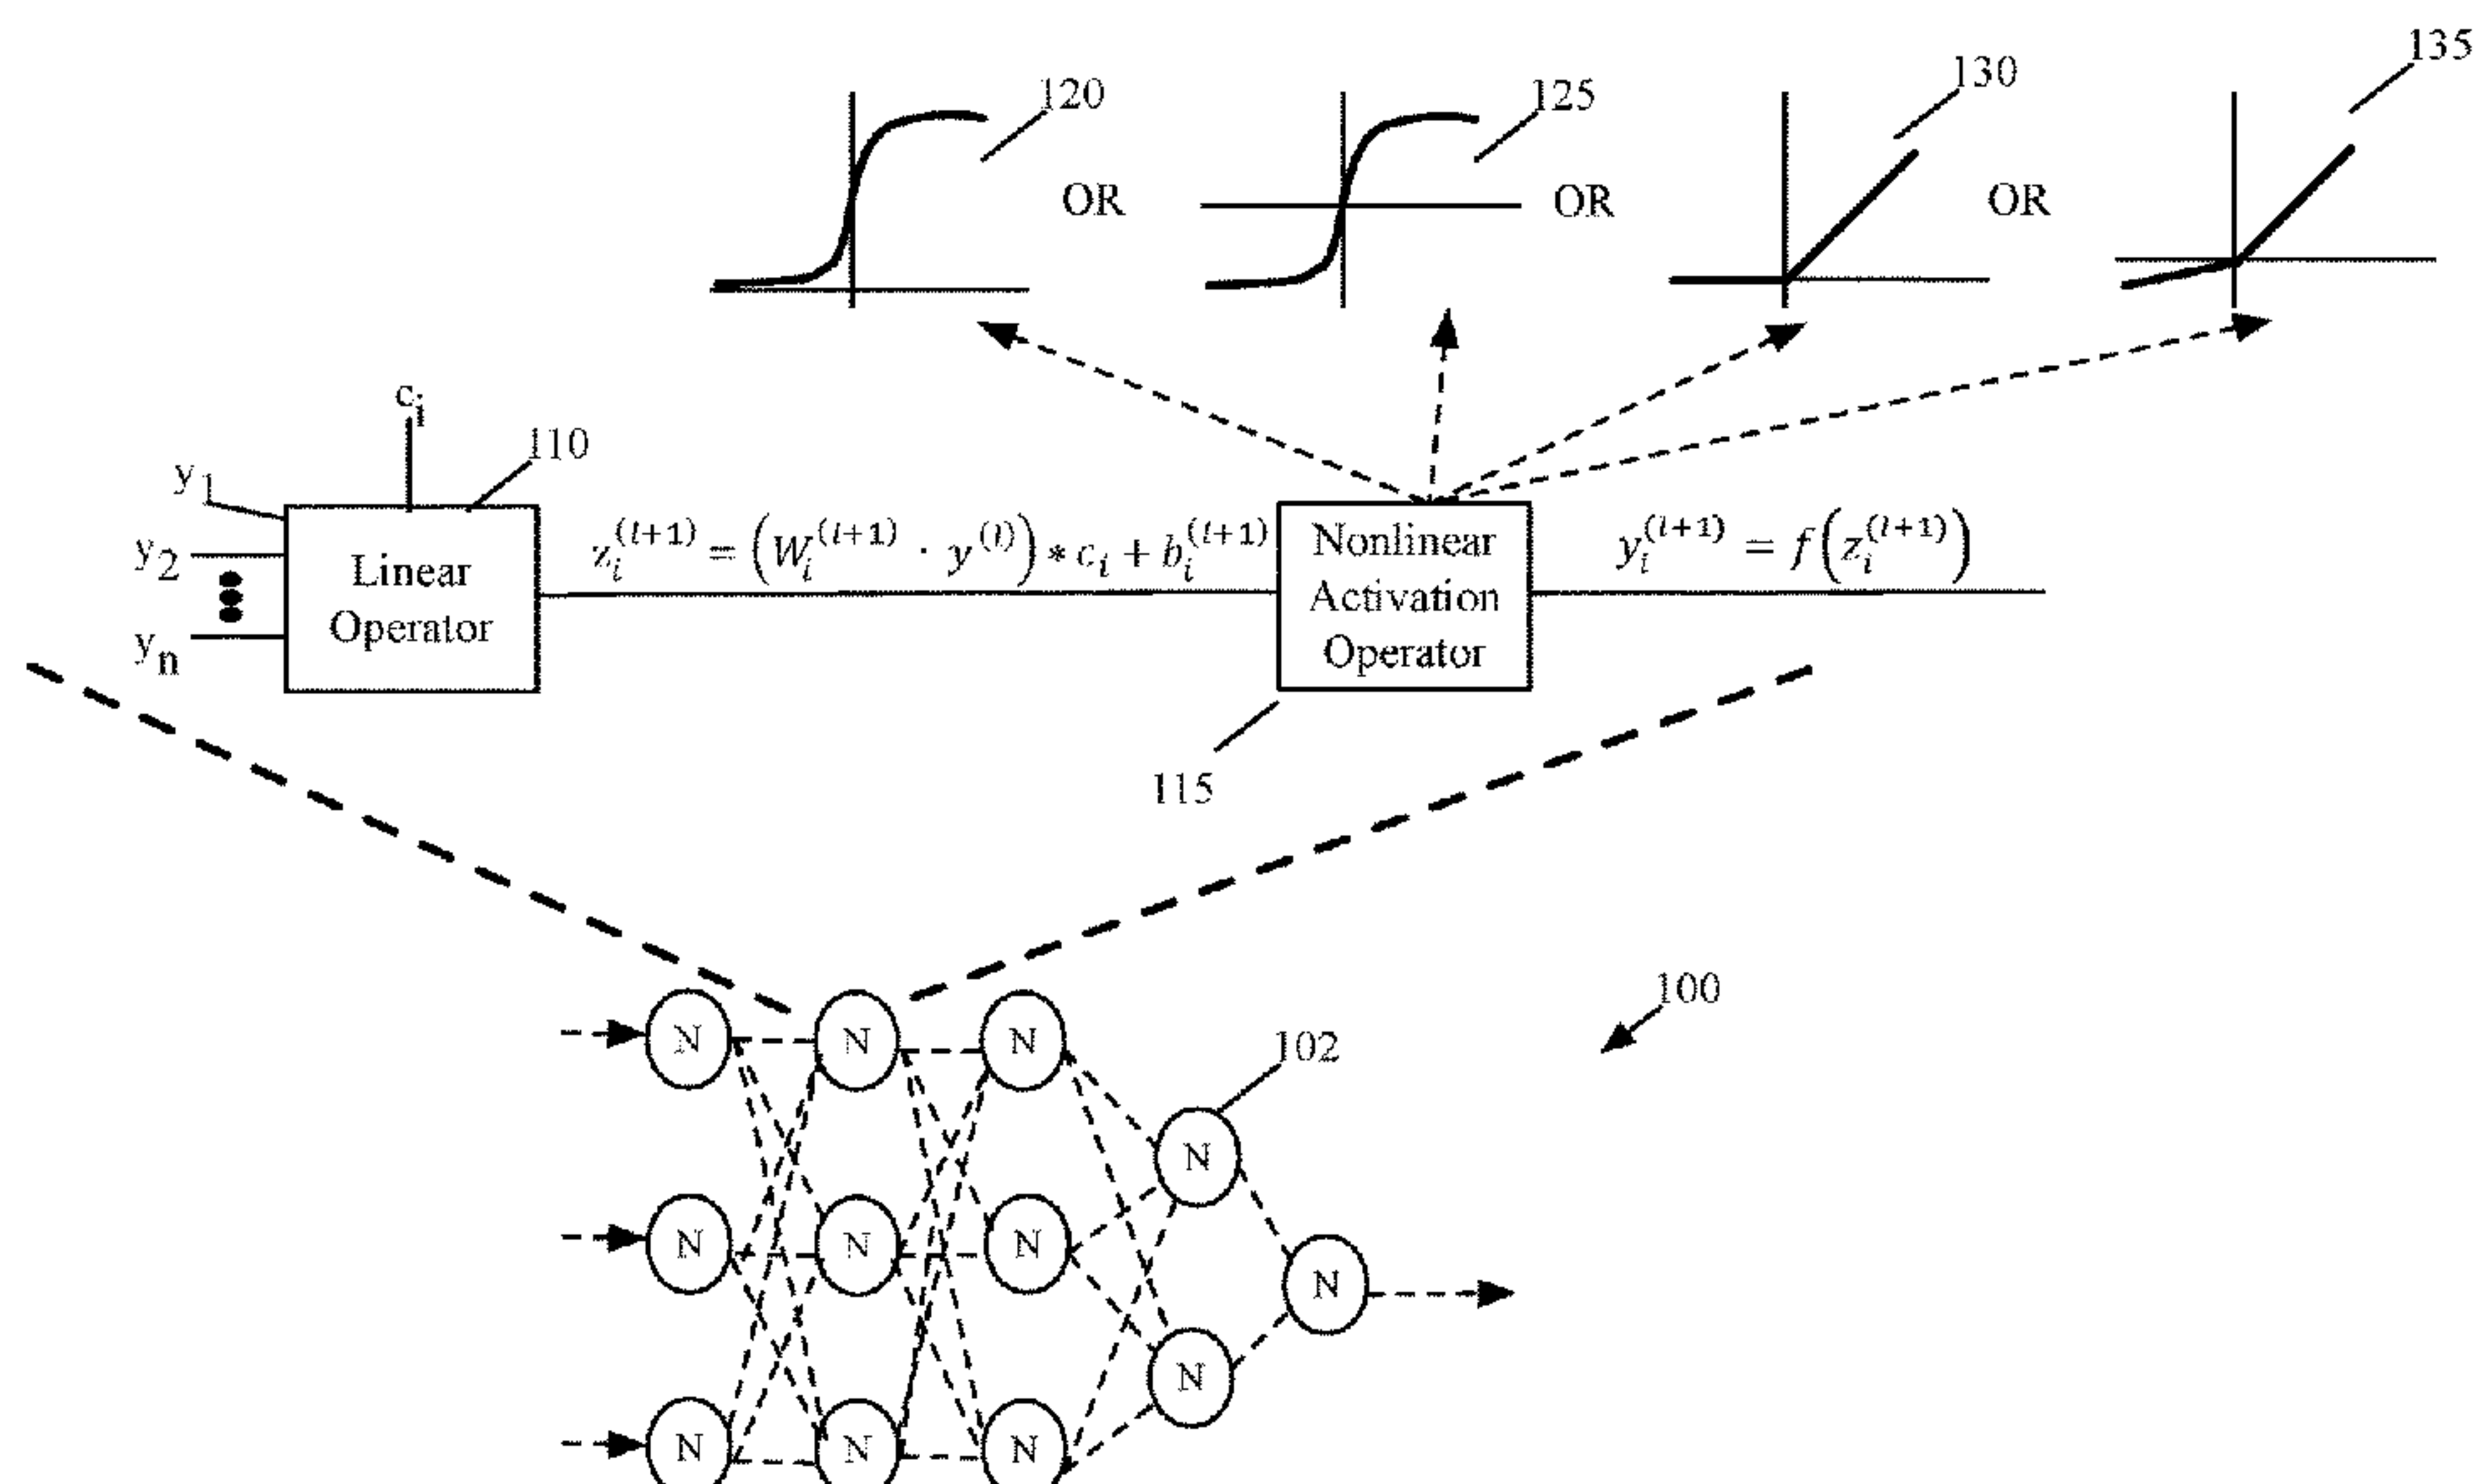 135
130
120
125
OR
OR
OR
c_i
110
y_1
y_2
y_n
Linear
Operator
z_i^{(l+1)} = (W_i^{(l+1)} · y^{(l)}) * c_i + b_i^{(l+1)}
Nonlinear
Activation
Operator
y_i^{(l+1)} = f(z_i^{(l+1)})
115
100
102
N
N
N
N
N
N
N
N
N
N
N
N